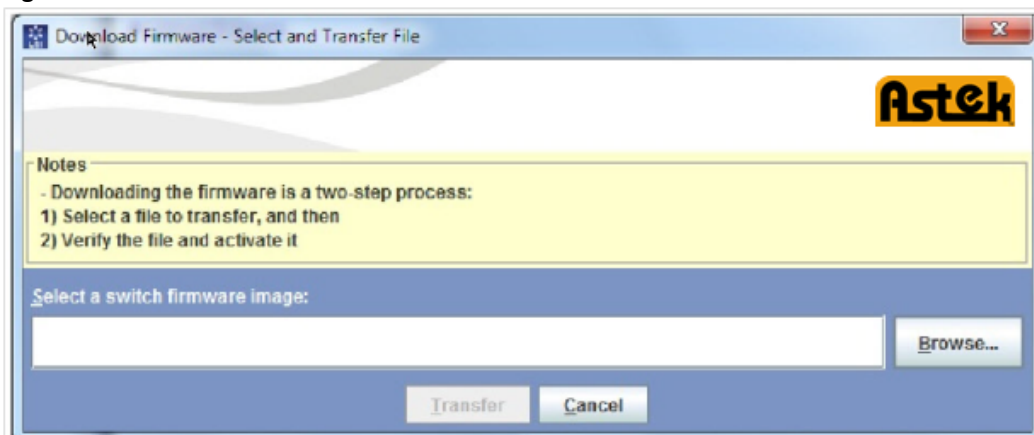 Download Firmware - Select and Transfer File
Astek
Notes
- Downloading the firmware is a two-step process:
1) Select a file to transfer, and then
2) Verify the file and activate it
Select a switch firmware image:
Browse...
Transfer Cancel